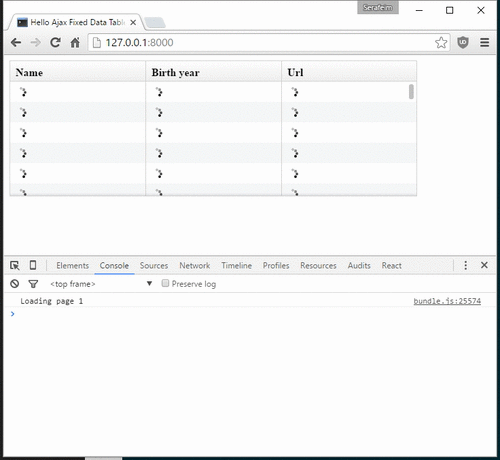 Serafeim
Hello Ajax Fixed Data Tabl
127.0.0.1:8000
Name Birth year Url
Elements Console Sources Network Timeline Profiles Resources Audits React
<top frame> Preserve log
Loading page 1 bundle.js:25574